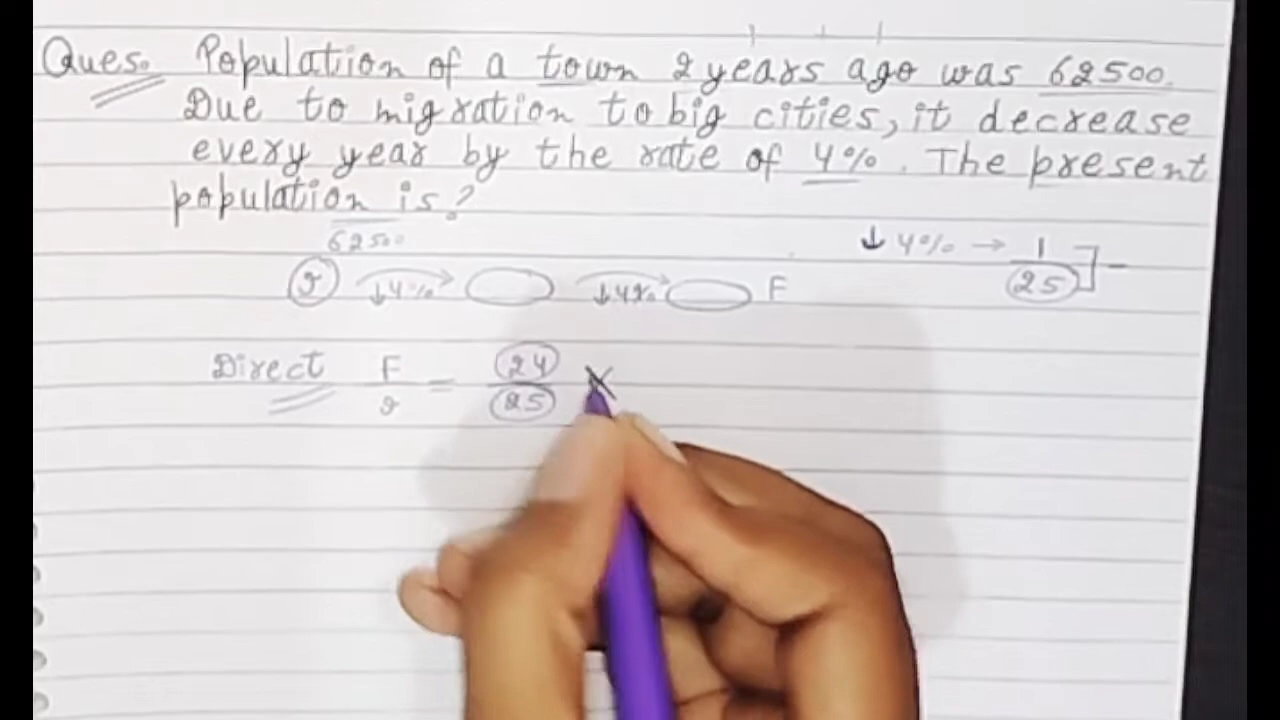 Ques. Population of a town 2 years ago was 62500.
Due to migration to big cities, it decrease
every year by the rate of 4%. The present
population is?
62500
↓ 4% → 1/25
I ↓4% ↓4% F
Direct F/I = 24/25 ×